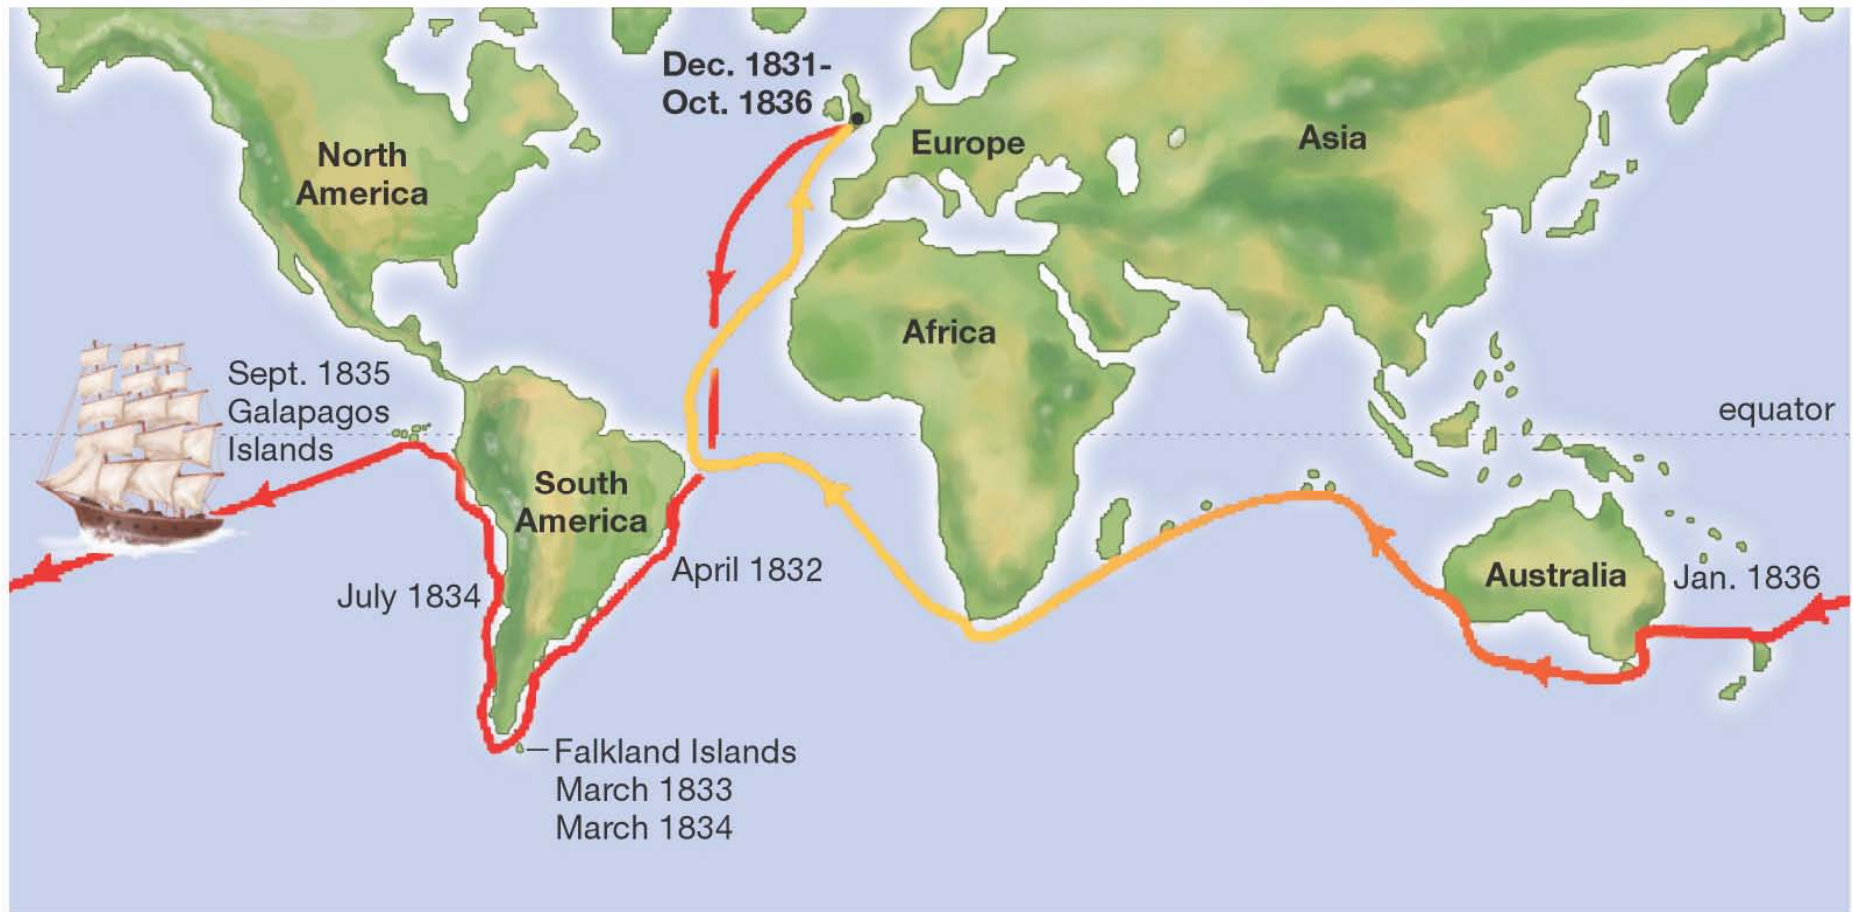 Dec. 1831-
Oct. 1836
Europe
Asia
North
America
Africa
Sept. 1835
Galapagos
Islands
equator
South
America
April 1832
July 1834
Australia
Jan. 1836
Falkland Islands
March 1833
March 1834